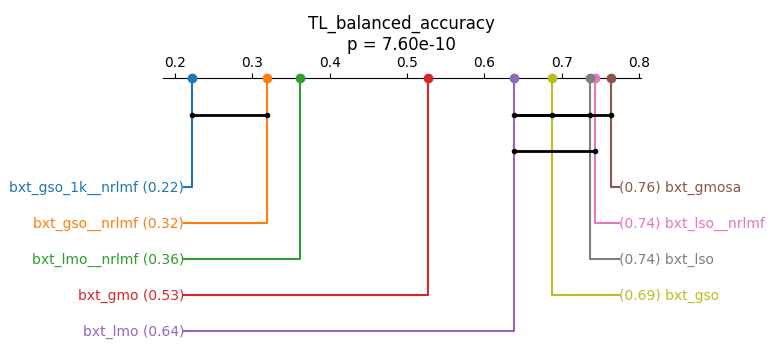 TL_balanced_accuracy
p = 7.60e-10
0.2 0.3 0.4 0.5 0.6 0.7 0.8
bxt_gso_1k__nrlmf (0.22) (0.76) bxt_gmosa
bxt_gso__nrlmf (0.32) (0.74) bxt_lso__nrlmf
bxt_lmo__nrlmf (0.36) (0.74) bxt_lso
bxt_gmo (0.53) (0.69) bxt_gso
bxt_lmo (0.64)